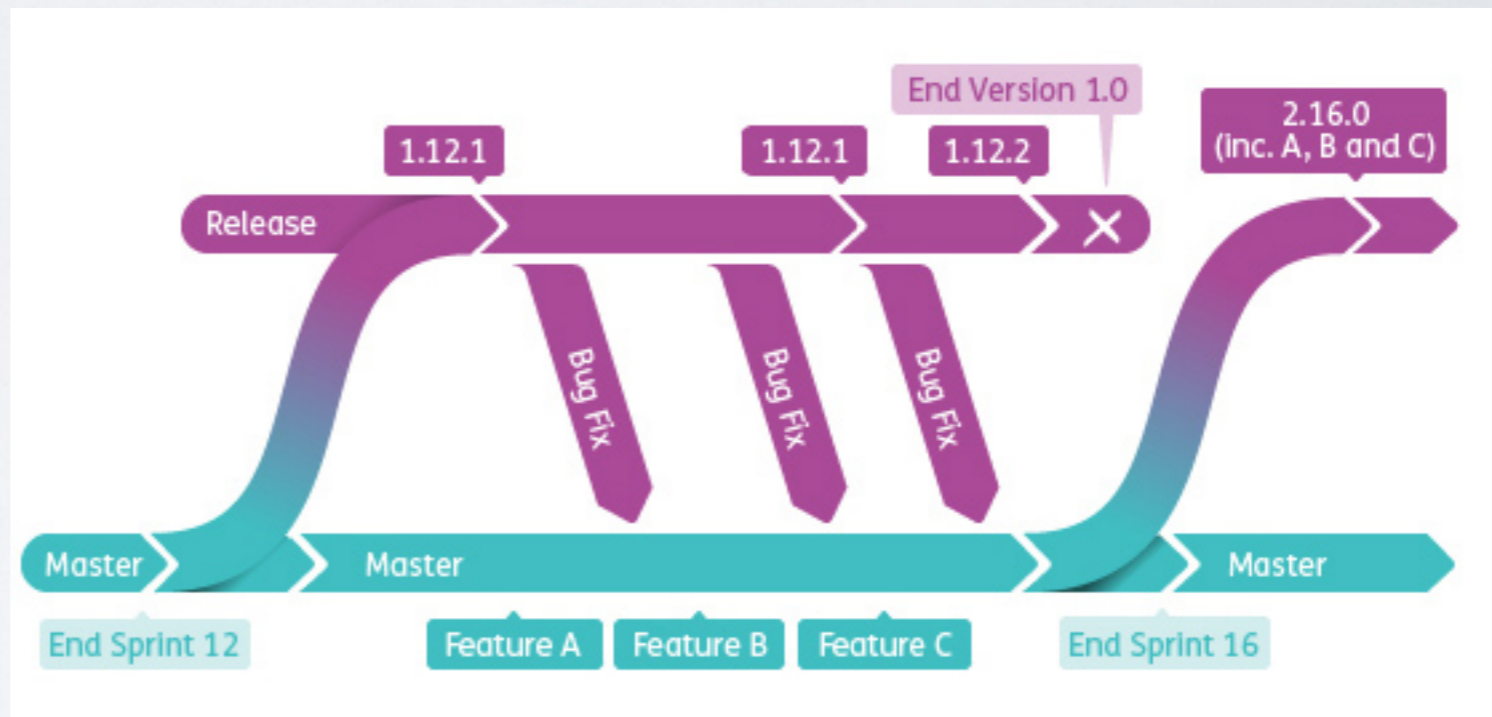 End Version 1.0
2.16.0
(inc. A, B and C)
1.12.1
1.12.1
1.12.2
Release
Bug Fix
Bug Fix
Bug Fix
Master
Master
Master
End Sprint 12
Feature A
Feature B
Feature C
End Sprint 16